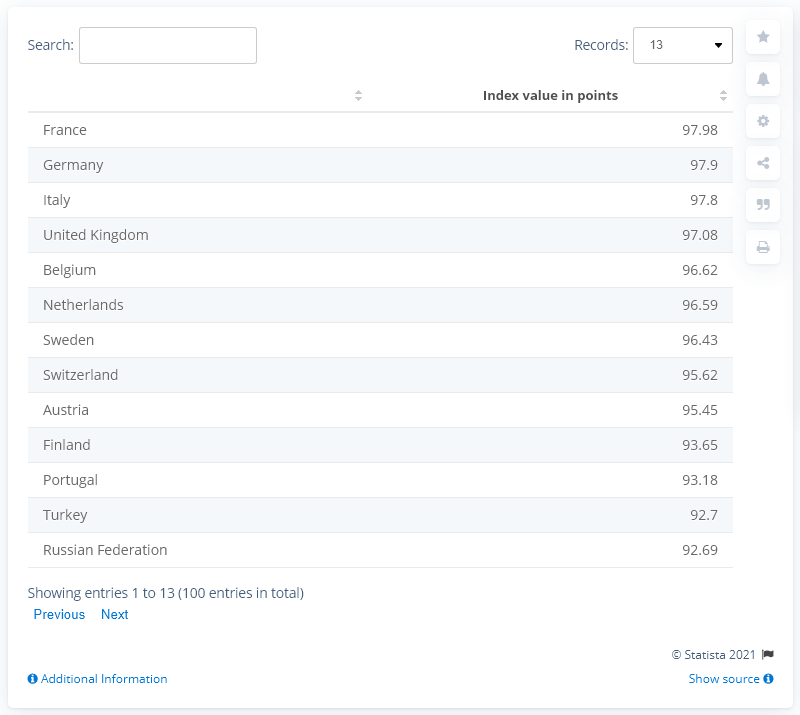 Search:
Records: 13
Index value in points
France 97.98
Germany 97.9
Italy 97.8
United Kingdom 97.08
Belgium 96.62
Netherlands 96.59
Sweden 96.43
Switzerland 95.62
Austria 95.45
Finland 93.65
Portugal 93.18
Turkey 92.7
Russian Federation 92.69
Showing entries 1 to 13 (100 entries in total)
Previous Next
© Statista 2021
Additional Information Show source